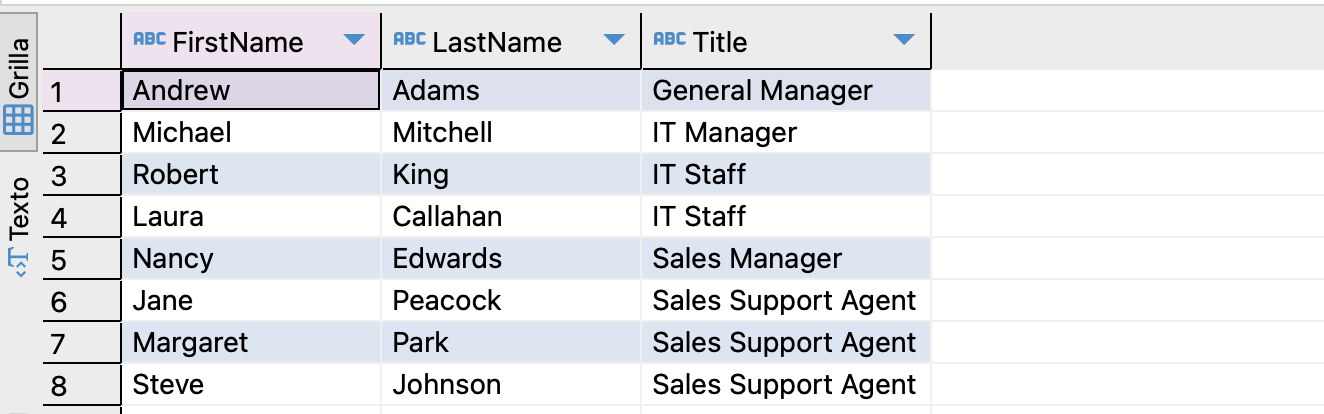 Grilla
Texto
ABC FirstName ABC LastName ABC Title
1 Andrew Adams General Manager
2 Michael Mitchell IT Manager
3 Robert King IT Staff
4 Laura Callahan IT Staff
5 Nancy Edwards Sales Manager
6 Jane Peacock Sales Support Agent
7 Margaret Park Sales Support Agent
8 Steve Johnson Sales Support Agent